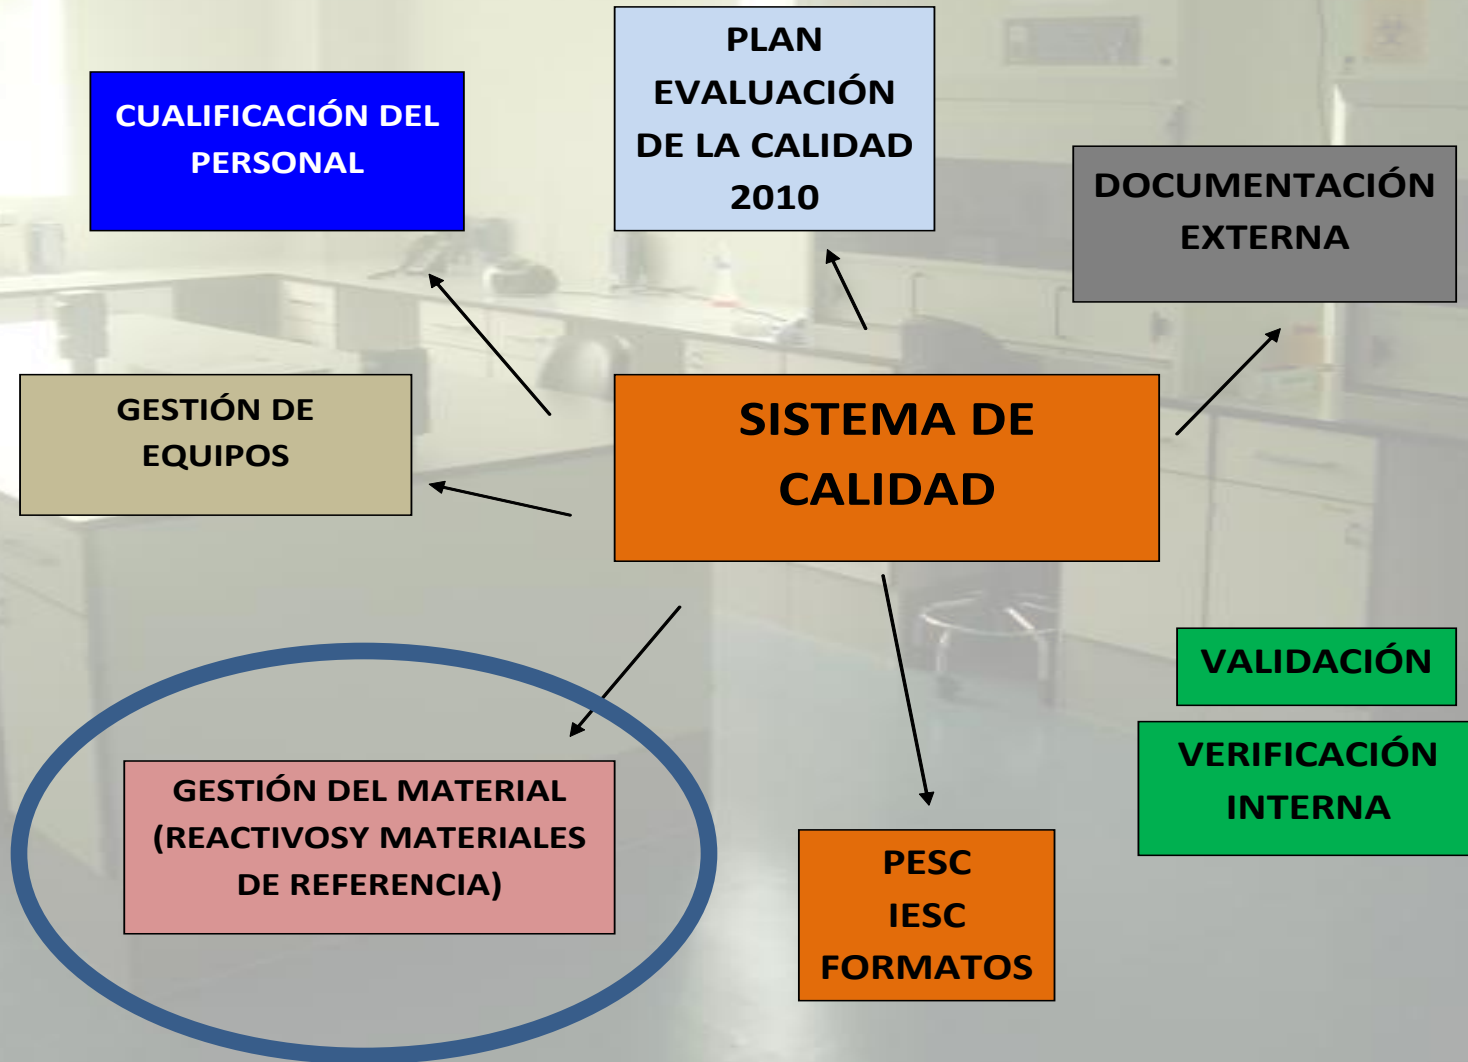 PLAN
EVALUACIÓN
DE LA CALIDAD
2010
CUALIFICACIÓN DEL
PERSONAL
DOCUMENTACIÓN
EXTERNA
GESTIÓN DE
EQUIPOS
SISTEMA DE
CALIDAD
VALIDACIÓN
VERIFICACIÓN
INTERNA
GESTIÓN DEL MATERIAL
(REACTIVOSY MATERIALES
DE REFERENCIA)
PESC
IESC
FORMATOS